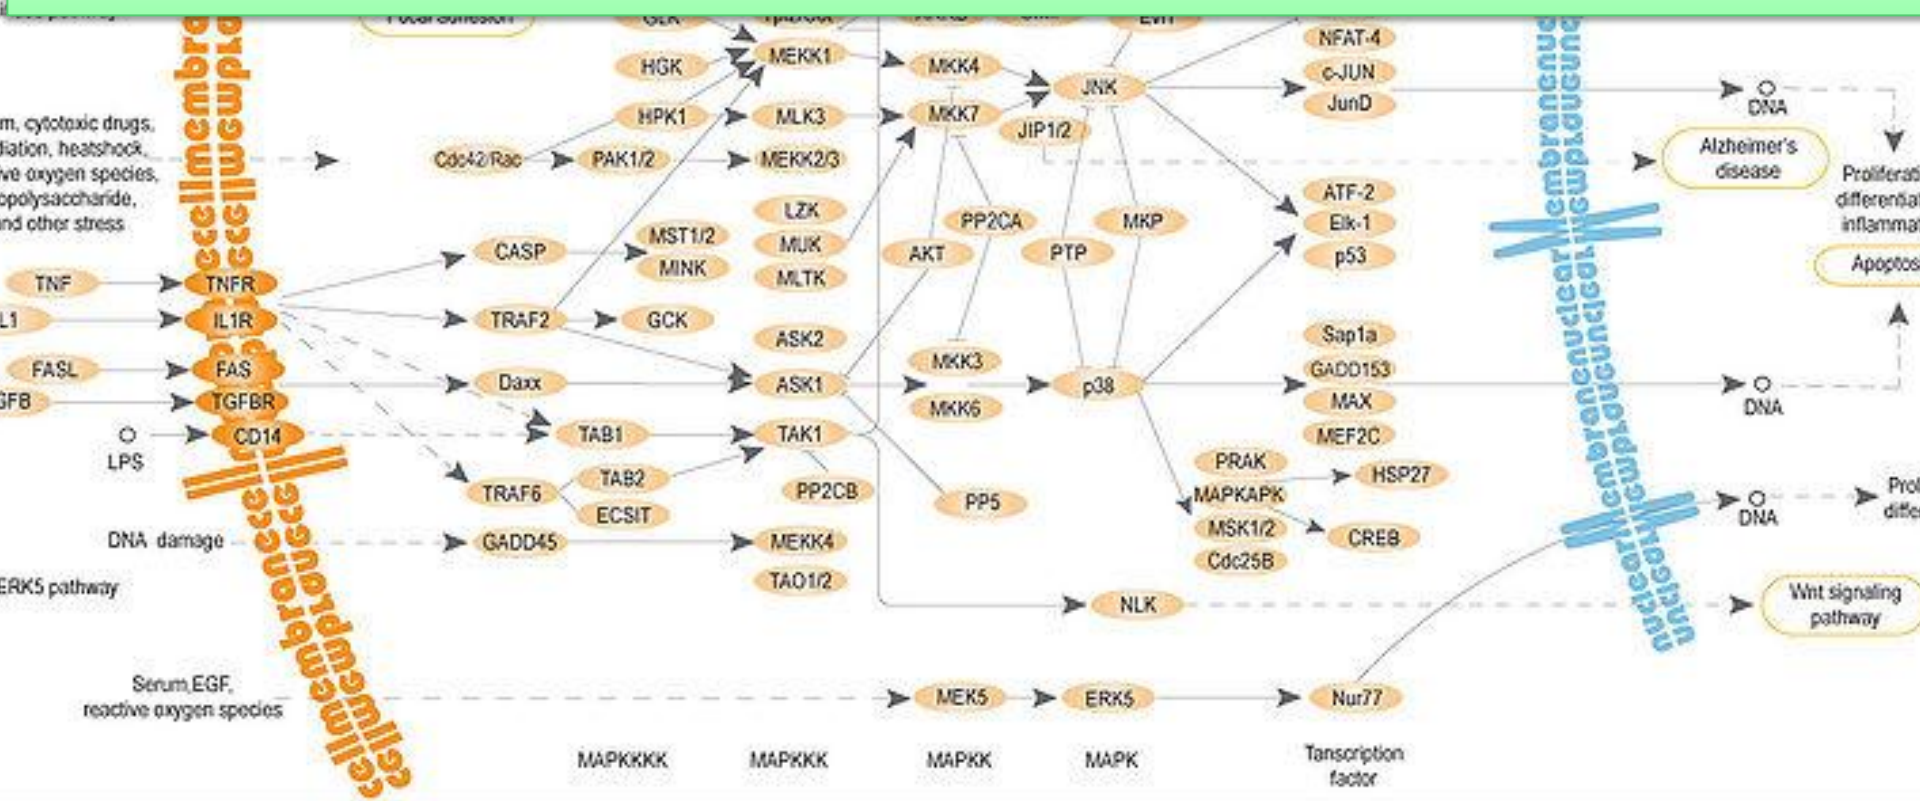 MEKK1
HGK
MKK4
JNK
NFAT-4
c-JUN
JunD
DNA
HPK1
MLK3
MKK7
JIP1/2
m, cytotoxic drugs,
diation, heatshock,
ve oxygen species,
opolysaccharide,
and other stress
Cdc42/Rac
PAK1/2
MEKK2/3
Alzheimer's
disease
LZK
MUK
MLTK
PP2CA
MKP
AKT
PTP
ATF-2
Elk-1
p53
CASP
MST1/2
MINK
TNF
TNFR
L1
IL1R
TRAF2
GCK
ASK2
FASL
FAS
Daxx
ASK1
MKK3
MKK6
p38
Sap1a
GADD153
MAX
MEF2C
DNA
GFB
TGFBR
CD14
LPS
TAB1
TAK1
TAB2
PP2CB
PP5
TRAF6
ECSIT
PRAK
MAPKAPK
MSK1/2
Cdc25B
HSP27
CREB
DNA
DNA damage
GADD45
MEKK4
TAO1/2
ERK5 pathway
NLK
Wnt signaling
pathway
Serum,EGF,
reactive oxygen species
MEK5
ERK5
Nur77
MAPKKKK
MAPKKK
MAPKK
MAPK
Tanscription
factor